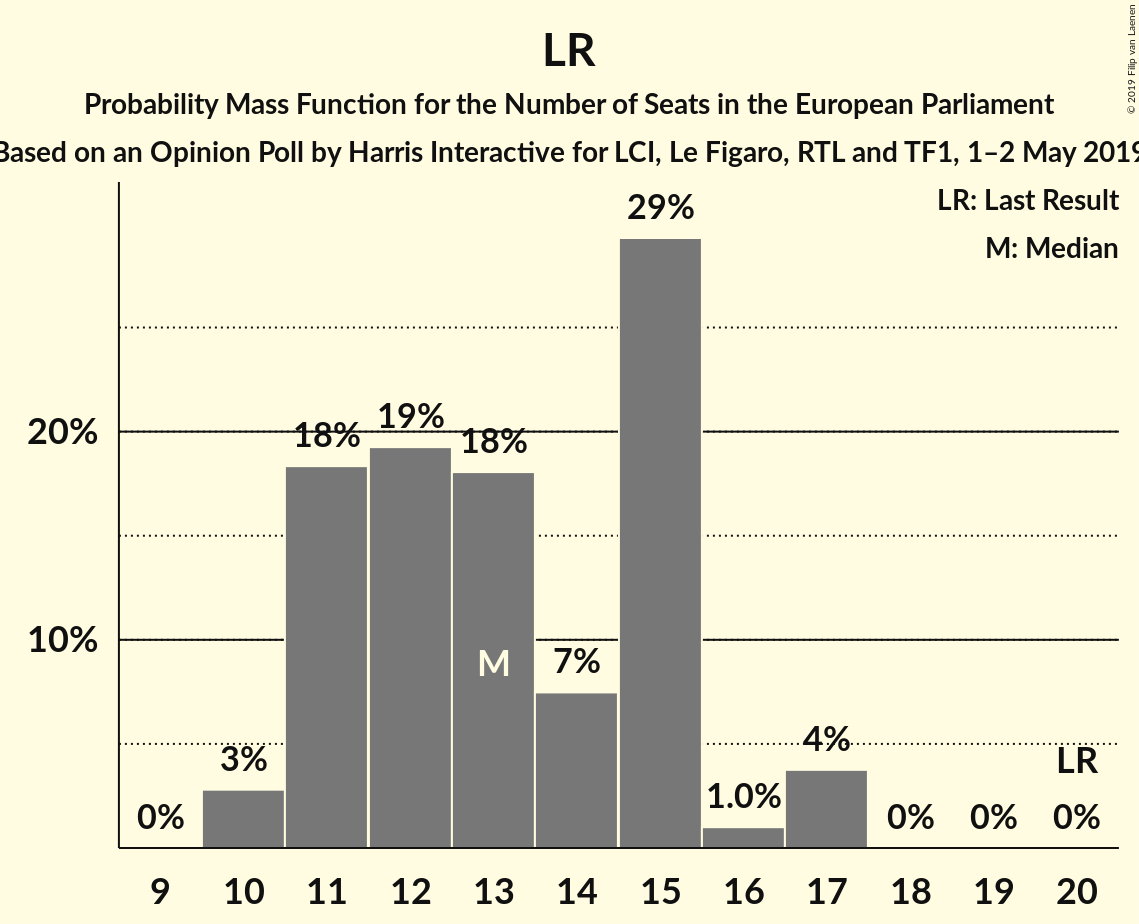 LR
Probability Mass Function for the Number of Seats in the European Parliament
Based on an Opinion Poll by Harris Interactive for LCI, Le Figaro, RTL and TF1, 1–2 May 2019
© 2019 Filip van Laenen
LR: Last Result
M: Median
29%
20%
18%
19%
18%
10%
M
7%
3%
4%
LR
0%
1.0%
0%
0%
0%
9 10 11 12 13 14 15 16 17 18 19 20